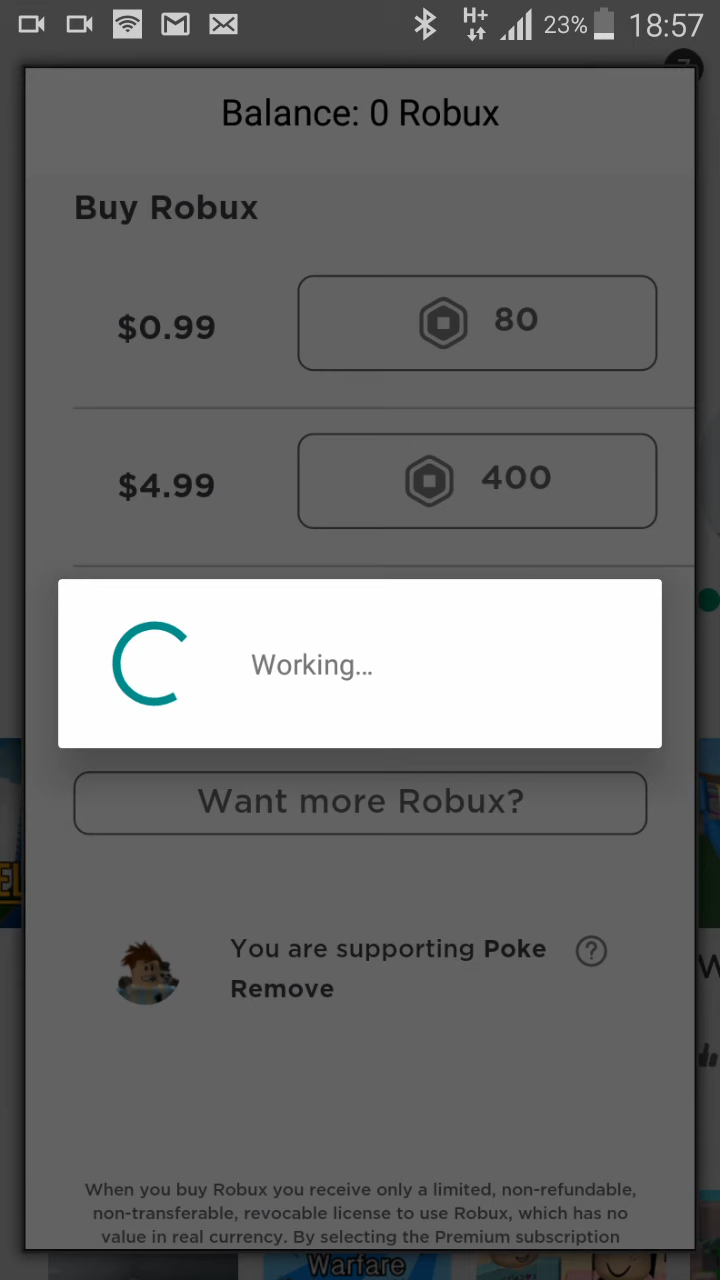 H+ 23% 18:57
Balance: 0 Robux
Buy Robux
$0.99 80
$4.99 400
Working...
Want more Robux?
You are supporting Poke
Remove
When you buy Robux you receive only a limited, non-refundable,
non-transferable, revocable license to use Robux, which has no
value in real currency. By selecting the Premium subscription
Warfare